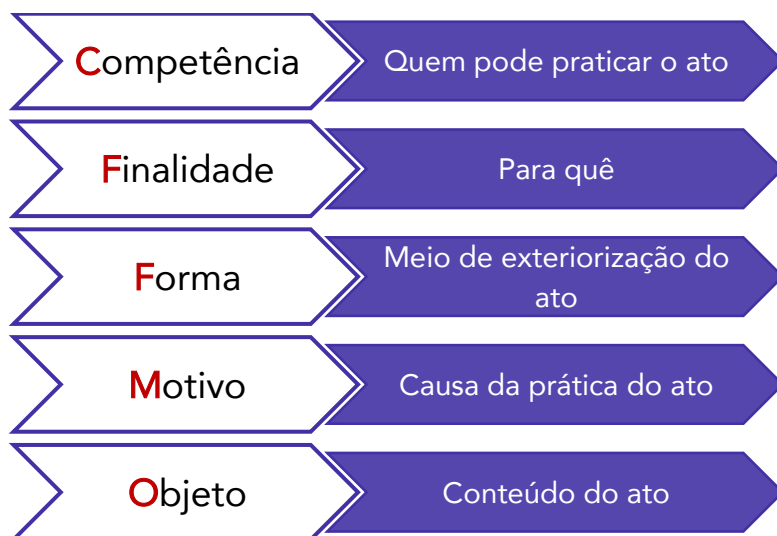 Competência
Quem pode praticar o ato
Finalidade
Para quê
Forma
Meio de exteriorização do
ato
Motivo
Causa da prática do ato
Objeto
Conteúdo do ato